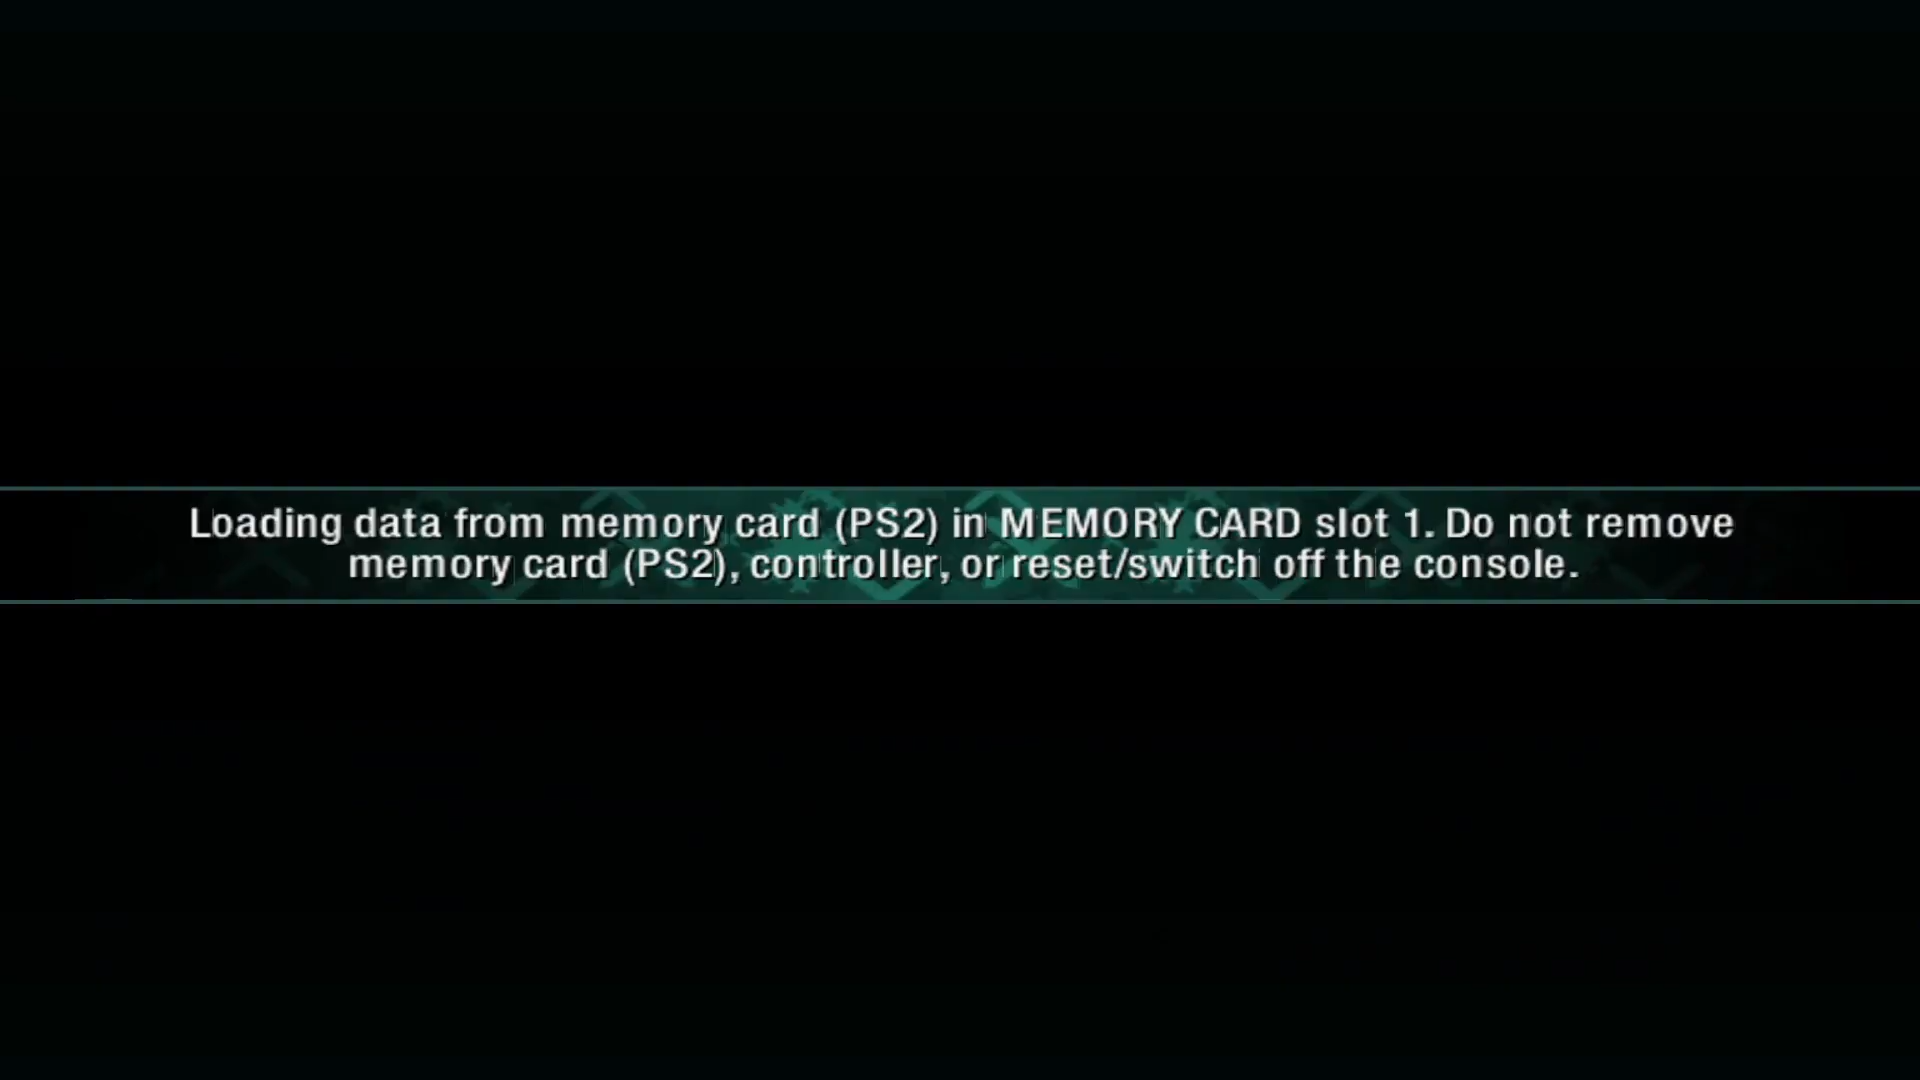 Loading data from memory card (PS2) in MEMORY CARD slot 1. Do not remove
memory card (PS2), controller, or reset/switch off the console.